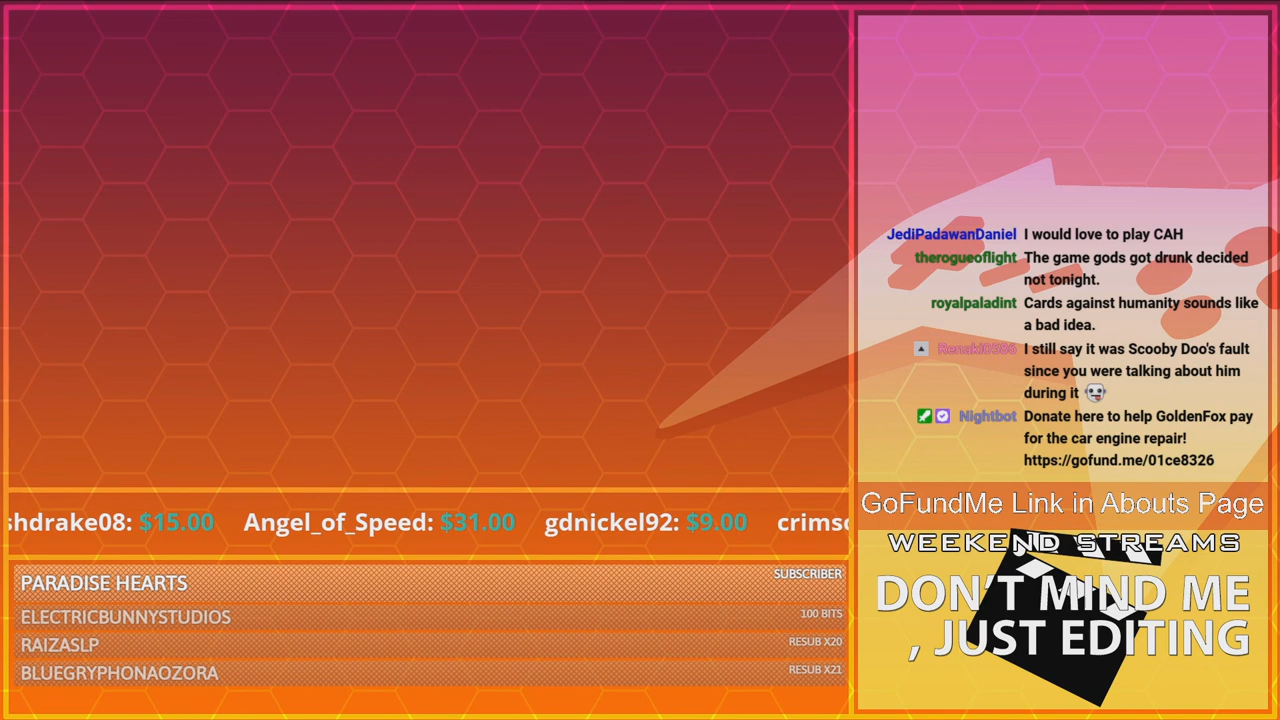 JediPadawanDaniel I would love to play CAH
therogueoflight The game gods got drunk decided
not tonight.
royalpaladint Cards against humanity sounds like
a bad idea.
Renaki0586 I still say it was Scooby Doo's fault
since you were talking about him
during it
Nightbot Donate here to help GoldenFox pay
for the car engine repair!
https://gofund.me/01ce8326
shdrake08: $15.00 Angel_of_Speed: $31.00 gdnickel92: $9.00 crimso
GoFundMe Link in Abouts Page
WEEKEND STREAMS
DON'T MIND ME
, JUST EDITING
PARADISE HEARTS SUBSCRIBER
ELECTRICBUNNYSTUDIOS 100 BITS
RAIZASLP RESUB X20
BLUEGRYPHONAOZORA RESUB X21